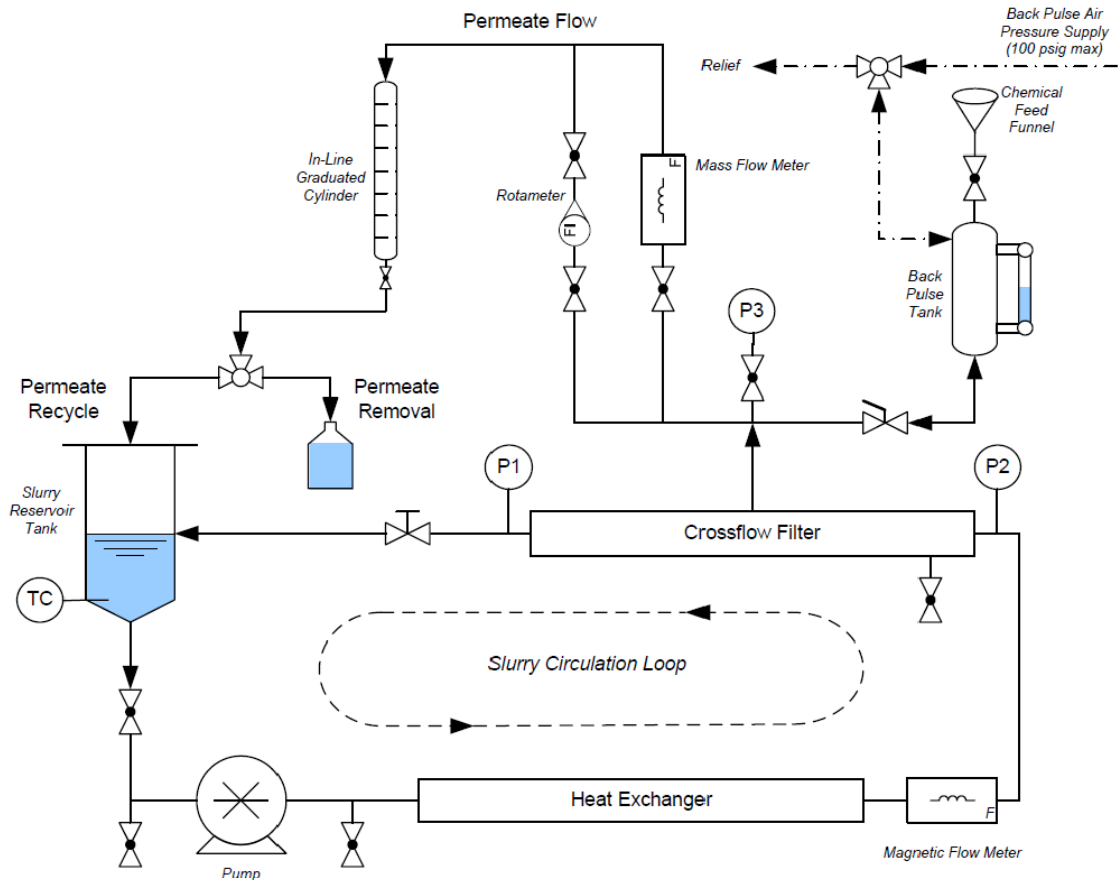 Permeate Flow
Back Pulse Air
Pressure Supply
(100 psig max)
Relief
Chemical
Feed
Funnel
In-Line
Graduated
Cylinder
Rotameter
FI
F
Mass Flow Meter
Back
Pulse
Tank
P3
Permeate
Recycle
Permeate
Removal
Slurry
Reservoir
Tank
P1
P2
Crossflow Filter
TC
Slurry Circulation Loop
Heat Exchanger
F
Magnetic Flow Meter
Pump